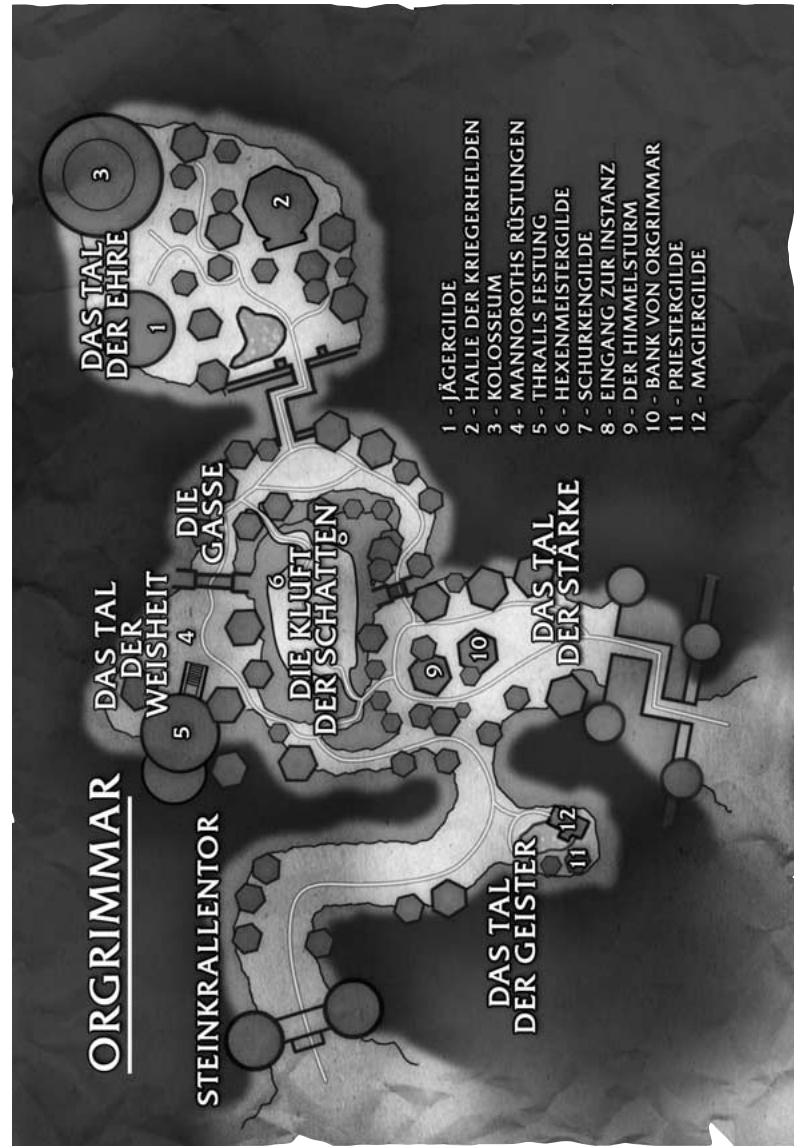 ORGRIMMAR
STEINKRALLENTOR
DAS TAL
DER
WEISHEIT
5
4
DIE
GASSE
DAS TAL
DER EHRE
1
3
2
6
DIE KLUFT
DER SCHATTEN
8
9
10
DAS TAL
DER GEISTER
11
12
DAS TAL
DER STÄRKE
1 - JÄGERGILDE
2 - HALLE DER KRIEGERHELDEN
3 - KOLOSSEUM
4 - MANNOROTHS RÜSTUNGEN
5 - THRALLS FESTUNG
6 - HEXENMEISTERGILDE
7 - SCHURKENGILDE
8 - EINGANG ZUR INSTANZ
9 - DER HIMMELSTURM
10 - BANK VON ORGRIMMAR
11 - PRIESTERGILDE
12 - MAGIERGILDE